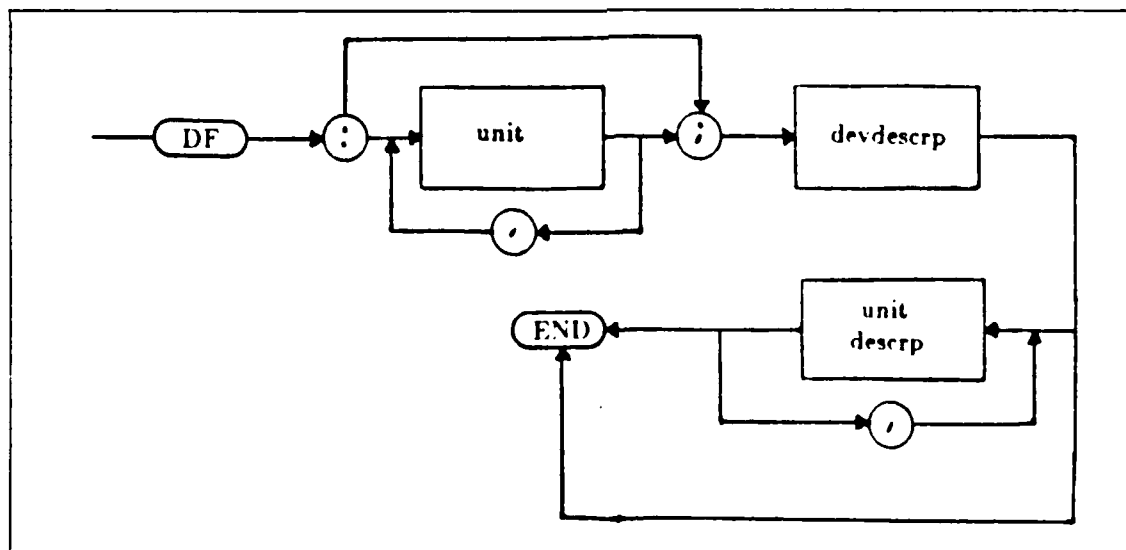 DF
:
unit
;
devdescrp
,
END
unit
descrp
,